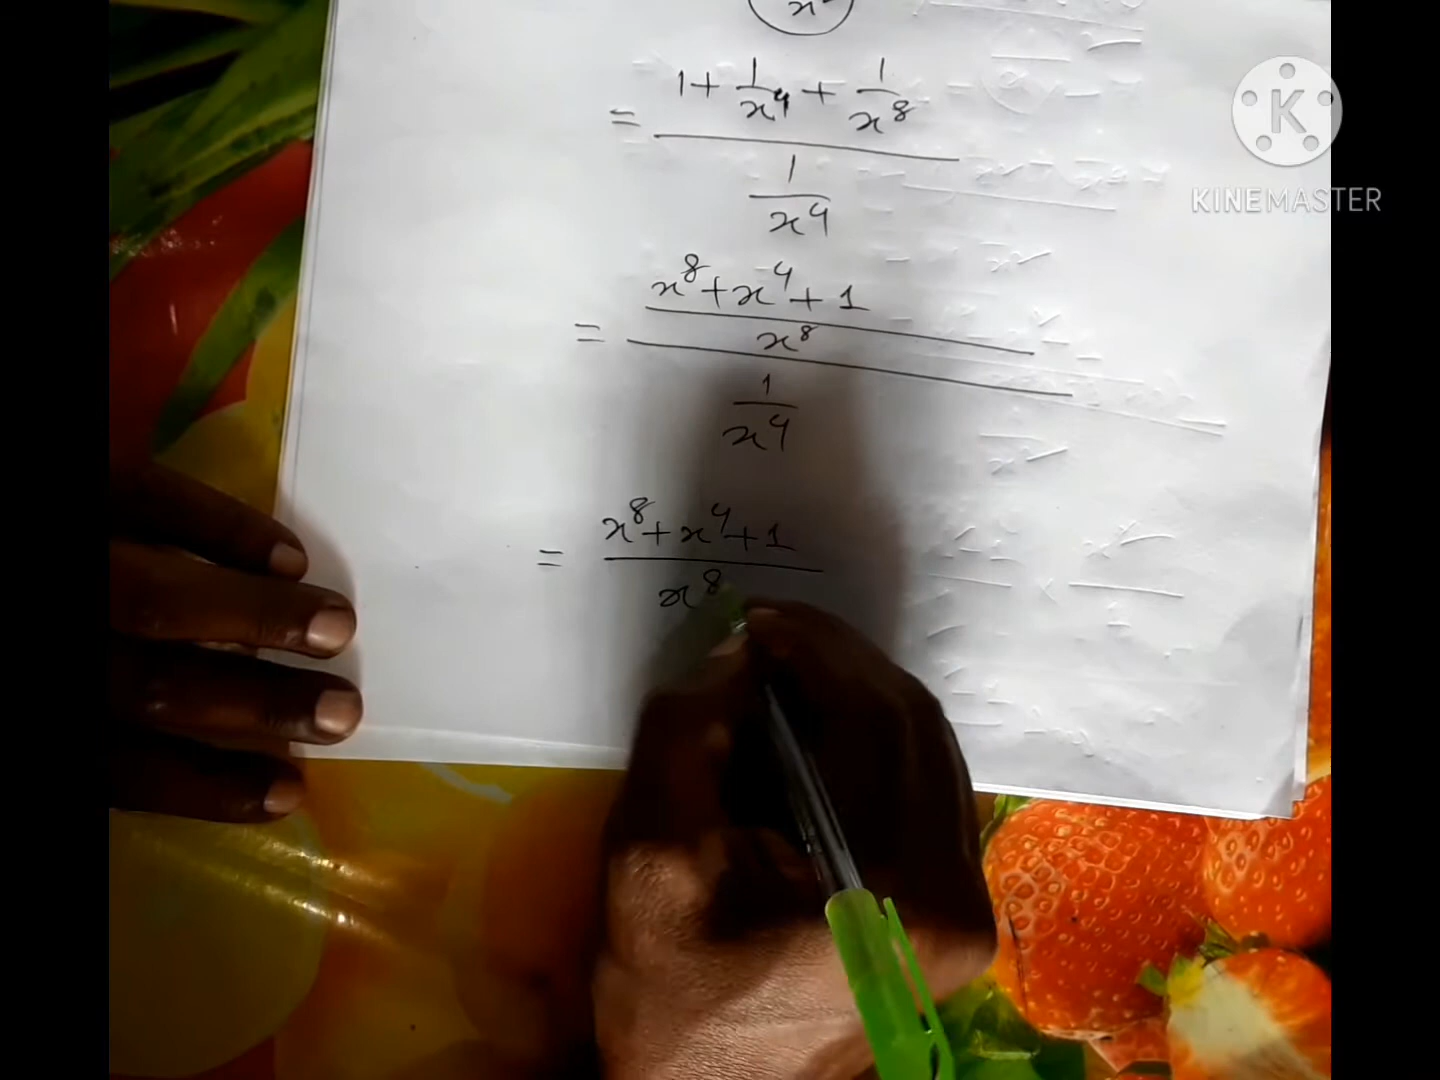 x
= 1 + 1/x⁴ + 1/x⁸
1/x⁴
= x⁸ + x⁴ + 1
x⁸
1/x⁴
= x⁸ + x⁴ + 1
x⁸
K
KINEMASTER